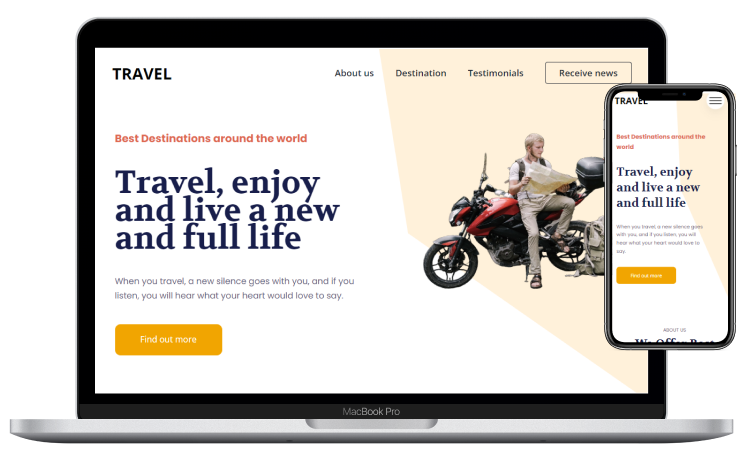 TRAVEL
About us
Destination
Testimonials
Receive news
Best Destinations around the world
Travel, enjoy
and live a new
and full life
When you travel, a new silence goes with you, and if you
listen, you will hear what your heart would love to say.
Find out more
MacBook Pro
TRAVEL
Best Destinations around the
world
Travel, enjoy
and live a new
and full life
When you travel, a new silence goes
with you, and if you listen, you will
hear what your heart would love to
say.
Find out more
ABOUT US
We Offer Best